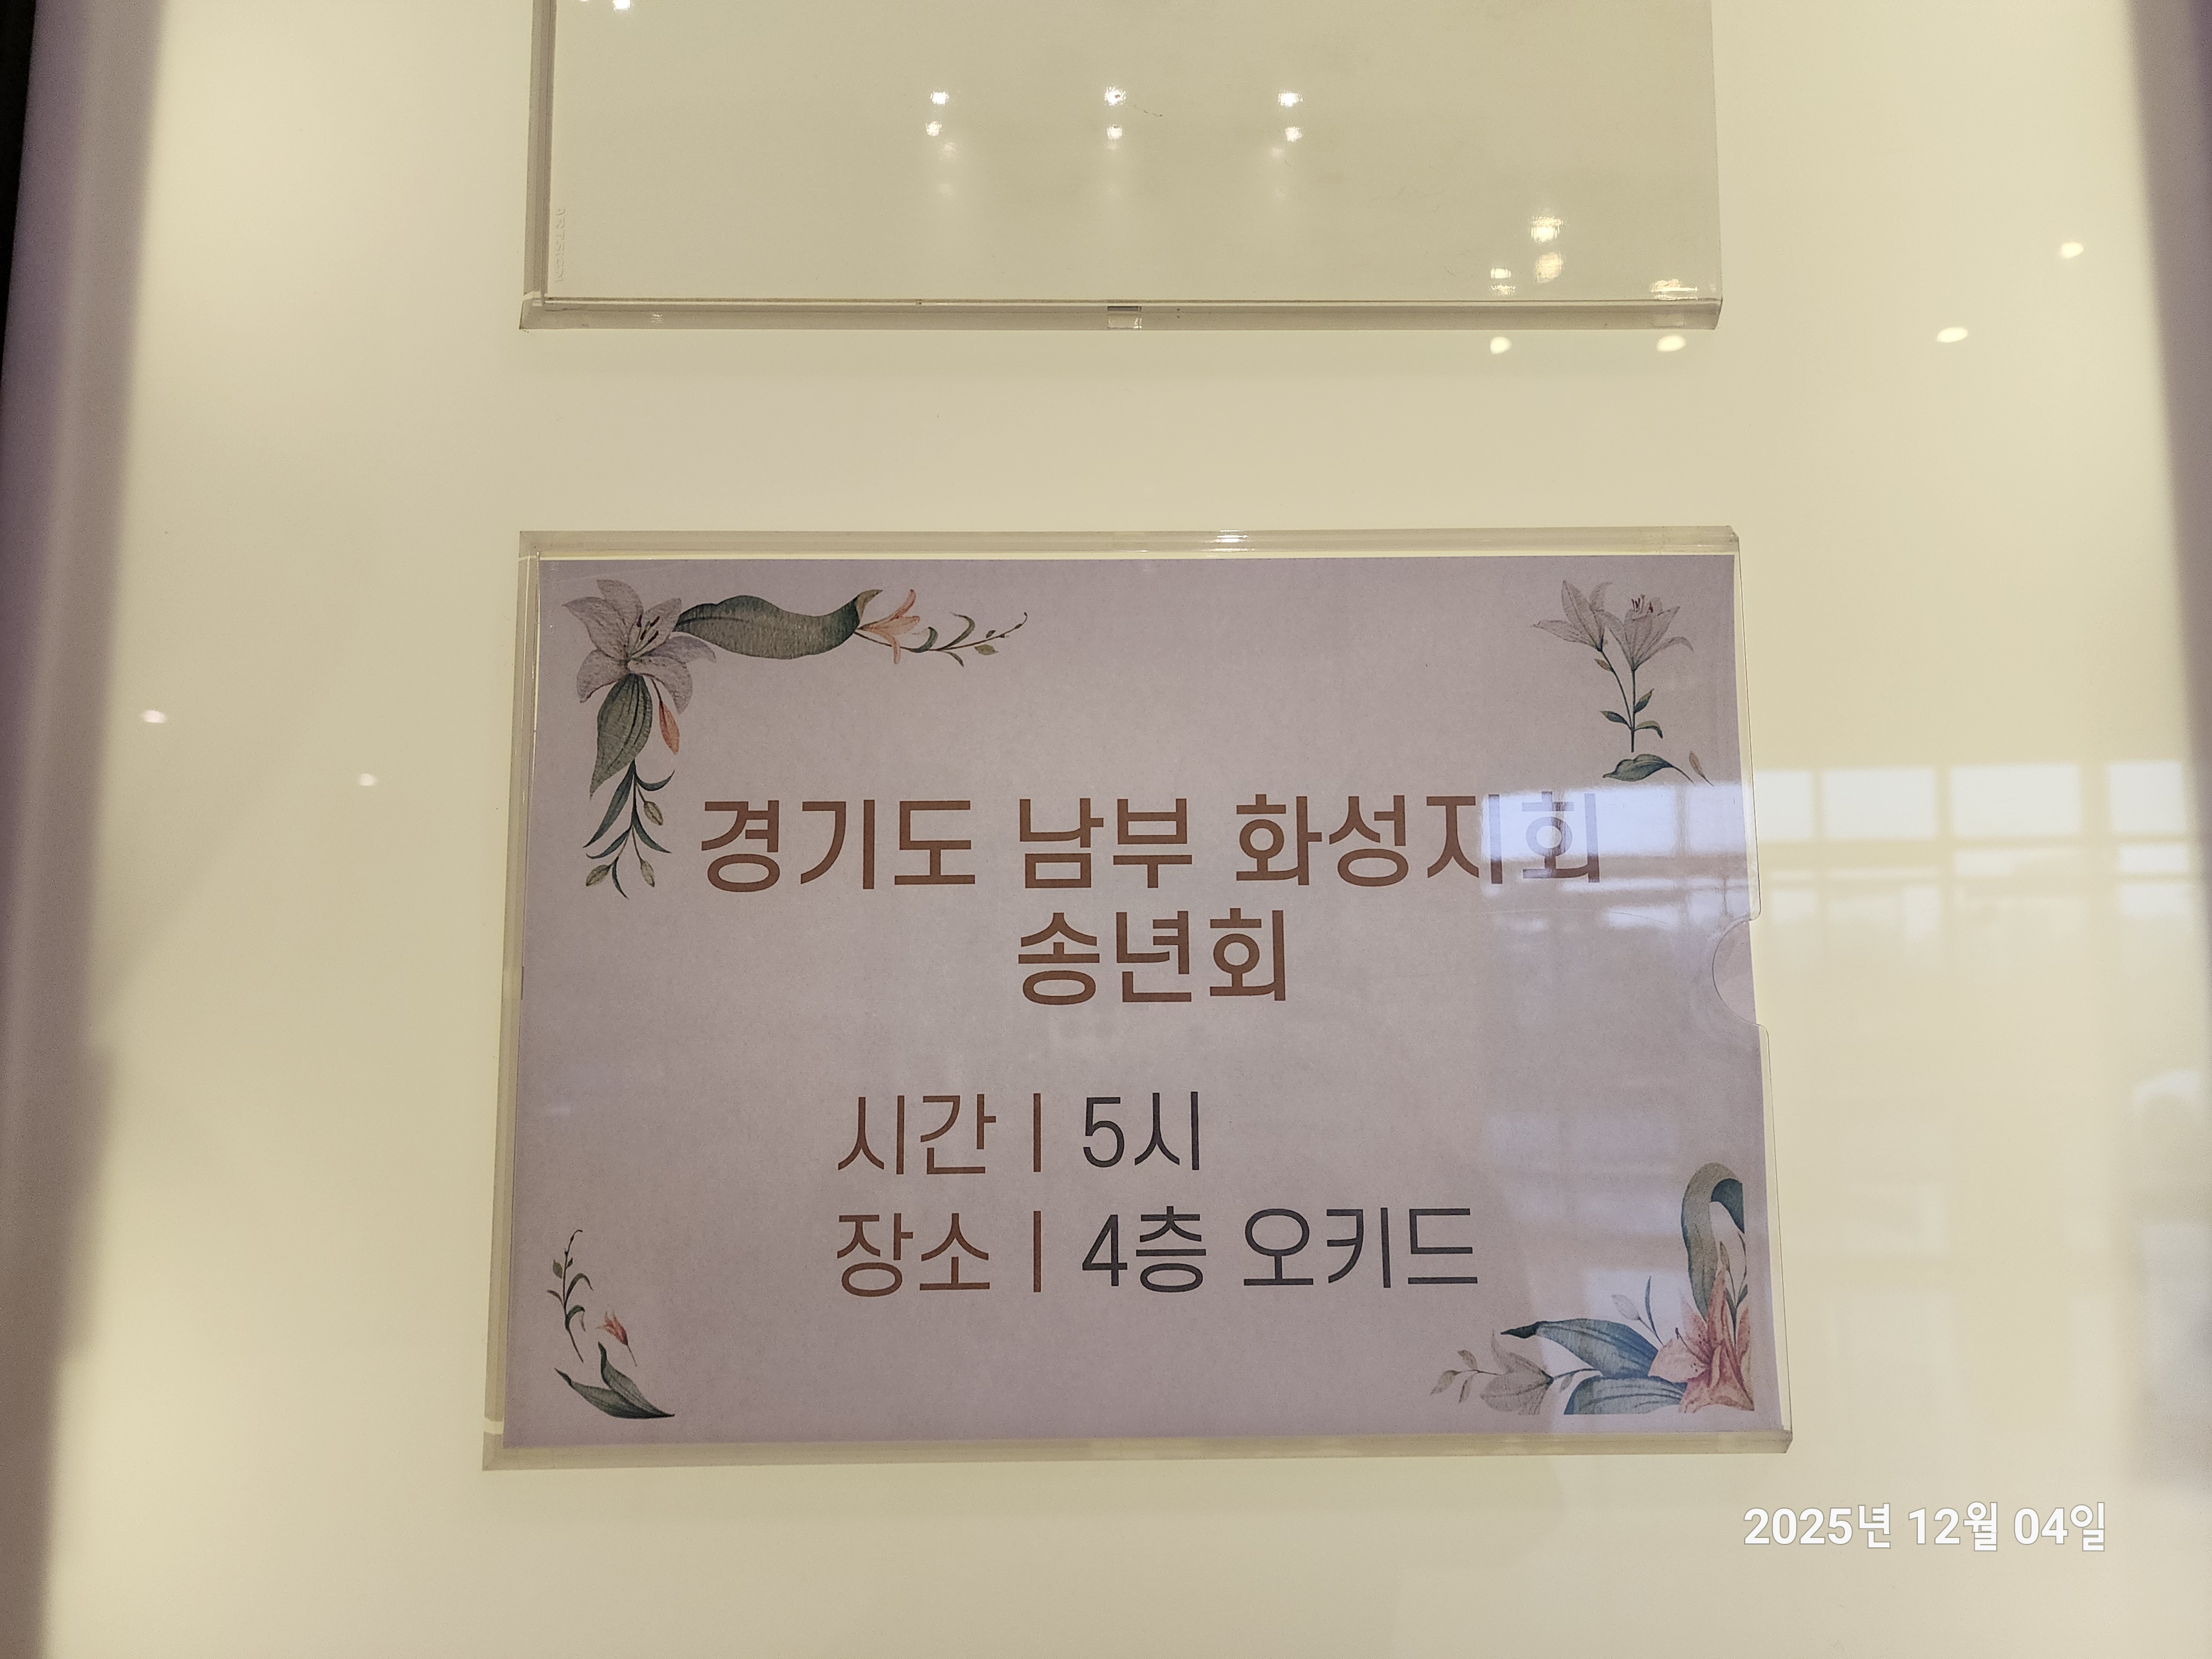 경기도 남부 화성지회
송년회
시간 | 5시
장소 | 4층 오키드
2025년 12월 04일